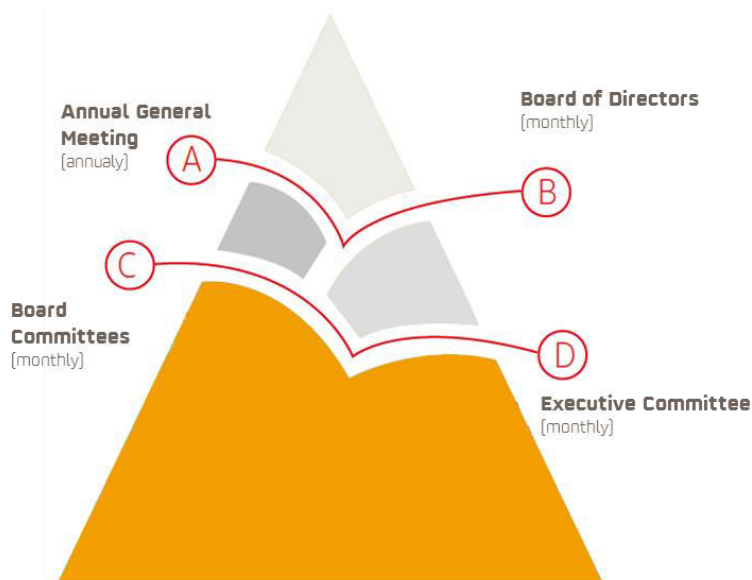 Annual General
Meeting
(annualy)
A
Board of Directors
(monthly)
B
C
Board
Committees
(monthly)
D
Executive Committee
(monthly)